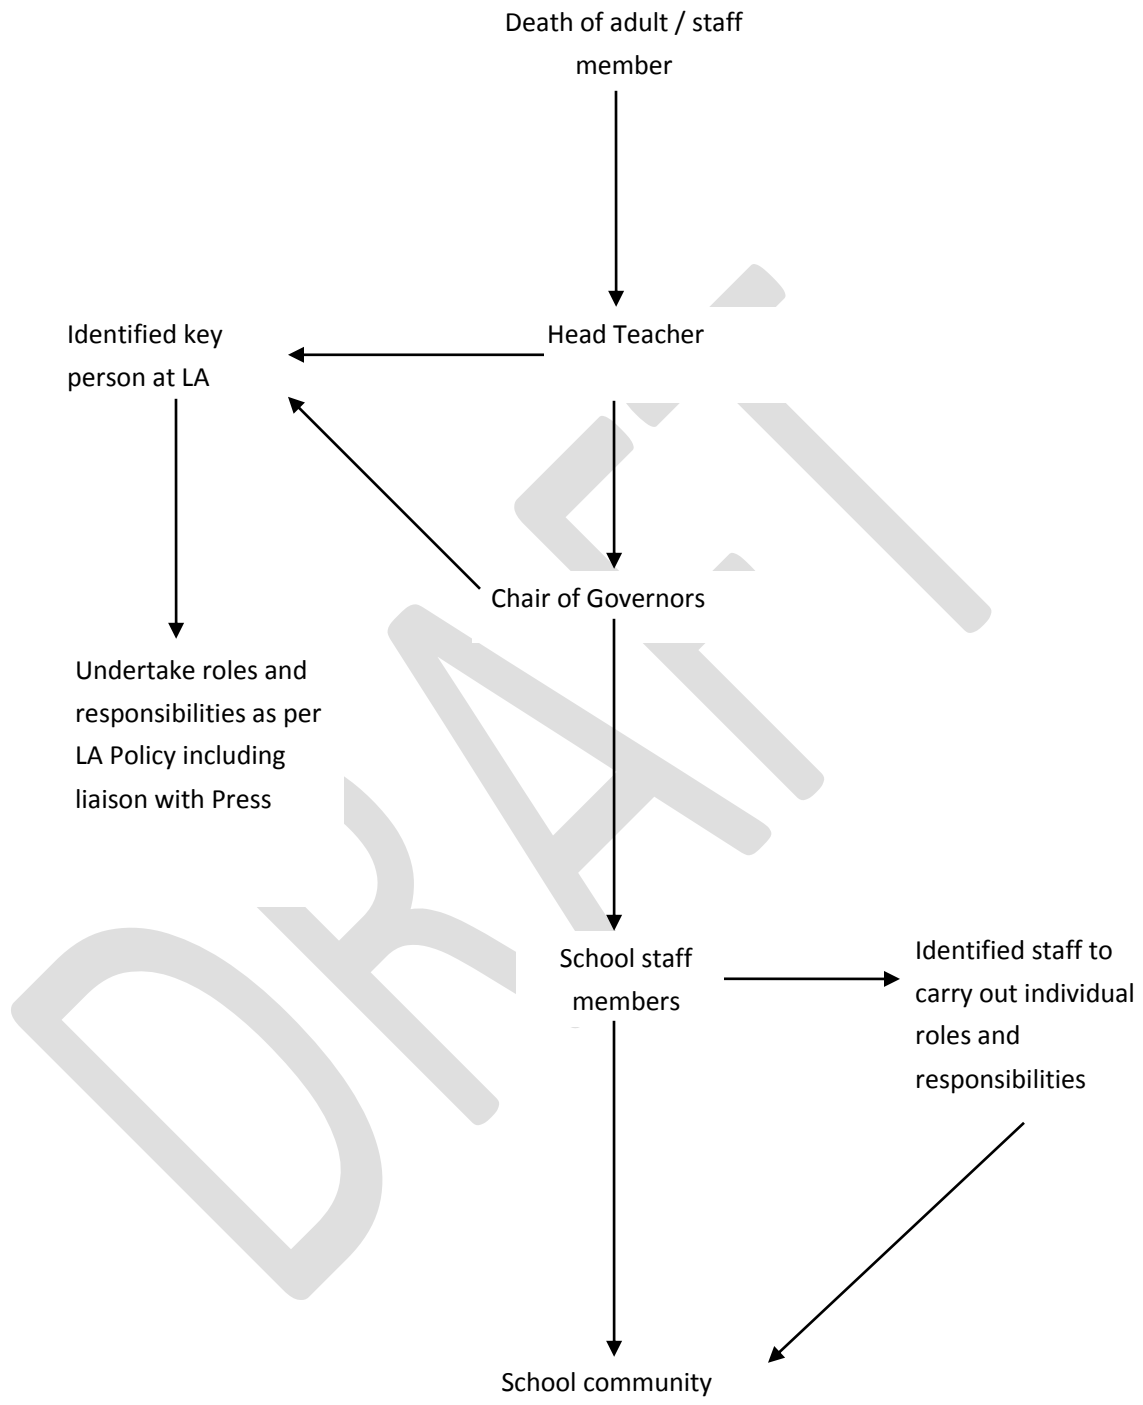 Death of adult / staff
member
Identified key
person at LA
Head Teacher
Chair of Governors
Undertake roles and
responsibilities as per
LA Policy including
liaison with Press
School staff
members
Identified staff to
carry out individual
roles and
responsibilities
School community
DRAFT